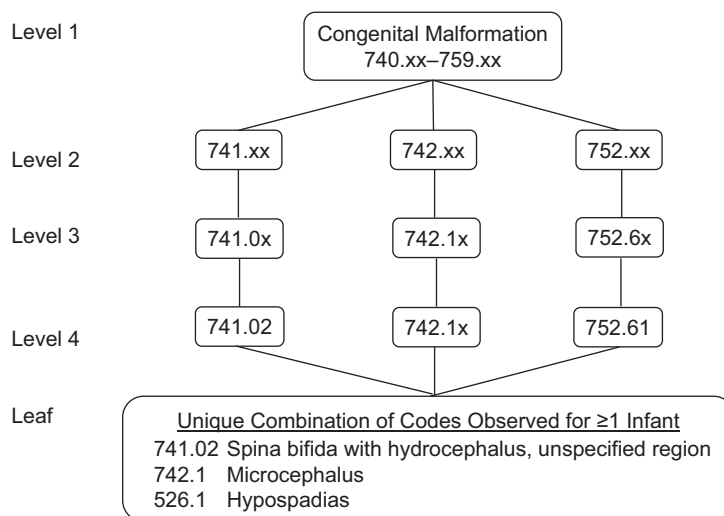 Level 1
Congenital Malformation
740.xx–759.xx
Level 2
741.xx
742.xx
752.xx
Level 3
741.0x
742.1x
752.6x
Level 4
741.02
742.1x
752.61
Leaf
Unique Combination of Codes Observed for ≥1 Infant
741.02 Spina bifida with hydrocephalus, unspecified region
742.1 Microcephalus
526.1 Hypospadias